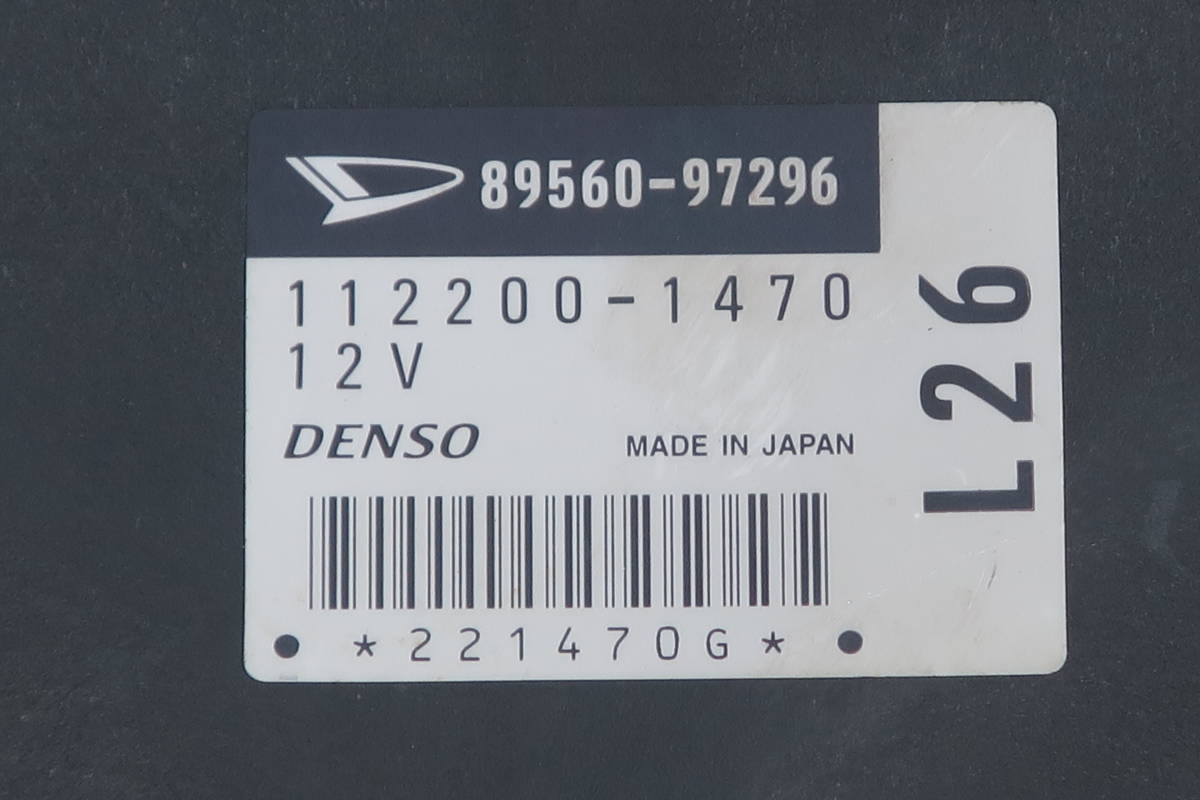 89560-97296
112200-1470
12V
DENSO
MADE IN JAPAN
*221470G*
L26